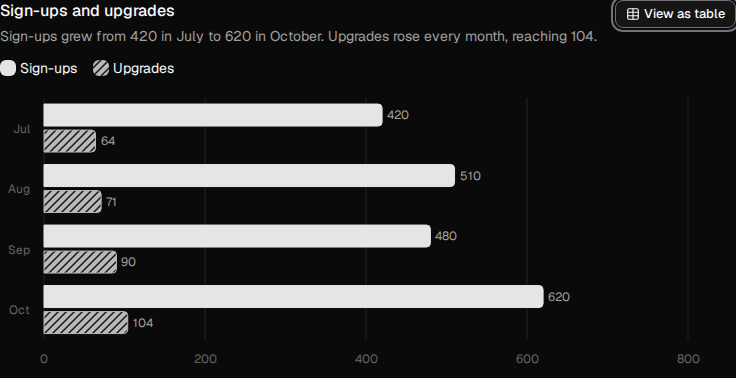 Sign-ups and upgrades
View as table
Sign-ups grew from 420 in July to 620 in October. Upgrades rose every month, reaching 104.
Sign-ups Upgrades
Jul
420
64
Aug
510
71
Sep
480
90
Oct
620
104
0 200 400 600 800